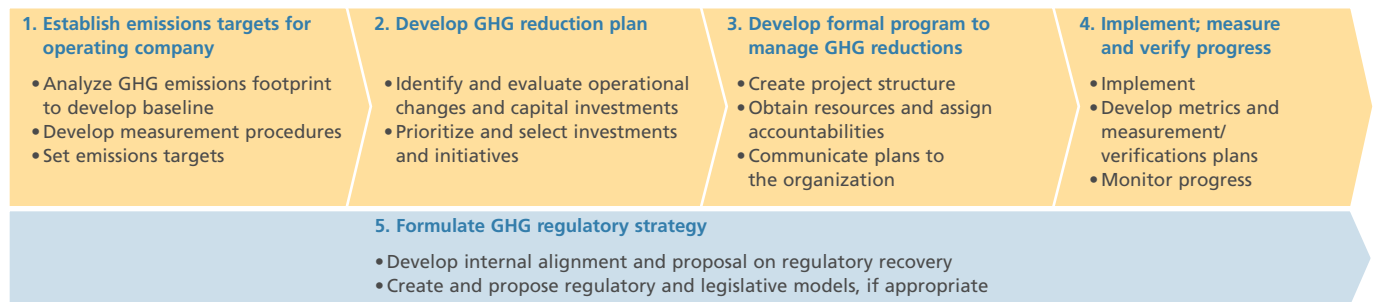 1. Establish emissions targets for
operating company
• Analyze GHG emissions footprint
to develop baseline
• Develop measurement procedures
• Set emissions targets
2. Develop GHG reduction plan
• Identify and evaluate operational
changes and capital investments
• Prioritize and select investments
and initiatives
3. Develop formal program to
manage GHG reductions
• Create project structure
• Obtain resources and assign
accountabilities
• Communicate plans to
the organization
4. Implement; measure
and verify progress
• Implement
• Develop metrics and
measurement/
verifications plans
• Monitor progress
5. Formulate GHG regulatory strategy
• Develop internal alignment and proposal on regulatory recovery
• Create and propose regulatory and legislative models, if appropriate